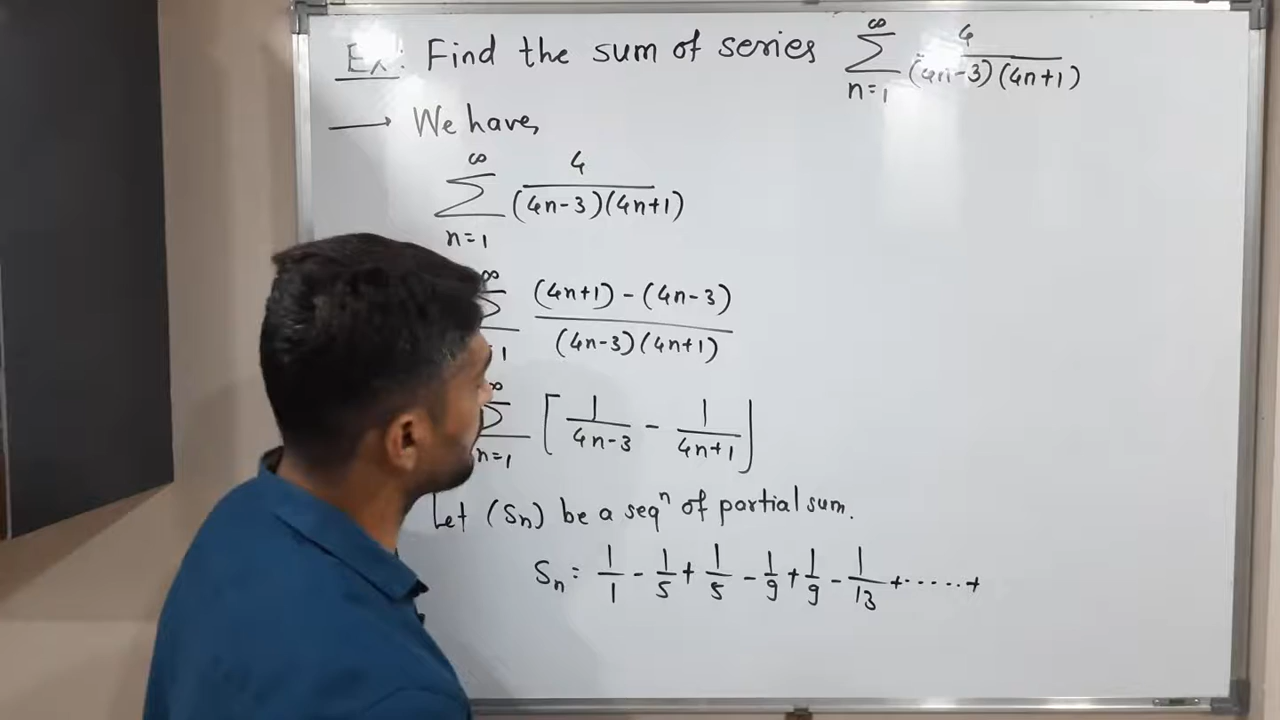 Ex: Find the sum of series ∞ ∑ n=1 4/(4n-3)(4n+1)
→ We have,
∞ ∑ n=1 4/(4n-3)(4n+1)
∞ ∑ =1 (4n+1)-(4n-3)/(4n-3)(4n+1)
∞ ∑ n=1 [1/4n-3 - 1/4n+1]
Let (Sn) be a seqⁿ of partial sum.
Sn = 1/1 - 1/5 + 1/5 - 1/9 + 1/9 - 1/13 + ..... +